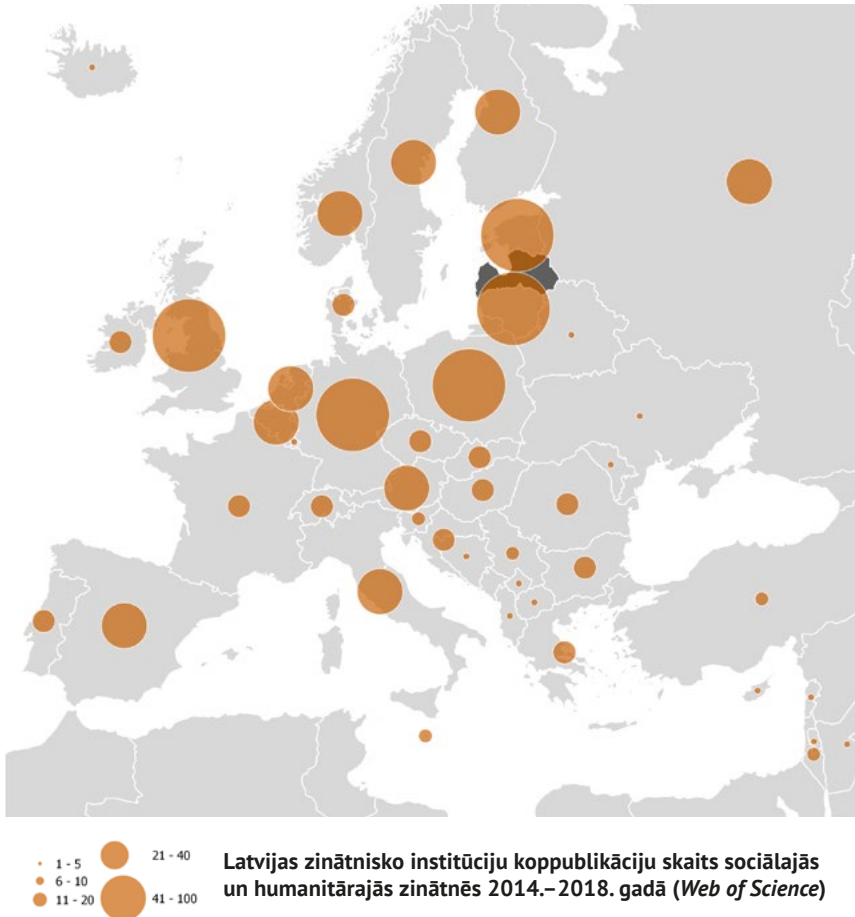 1 - 5
6 - 10
11 - 20
21 - 40
41 - 100
Latvijas zinātnisko institūciju koppublikāciju skaits sociālajās
un humanitārajās zinātnēs 2014.–2018. gadā (Web of Science)